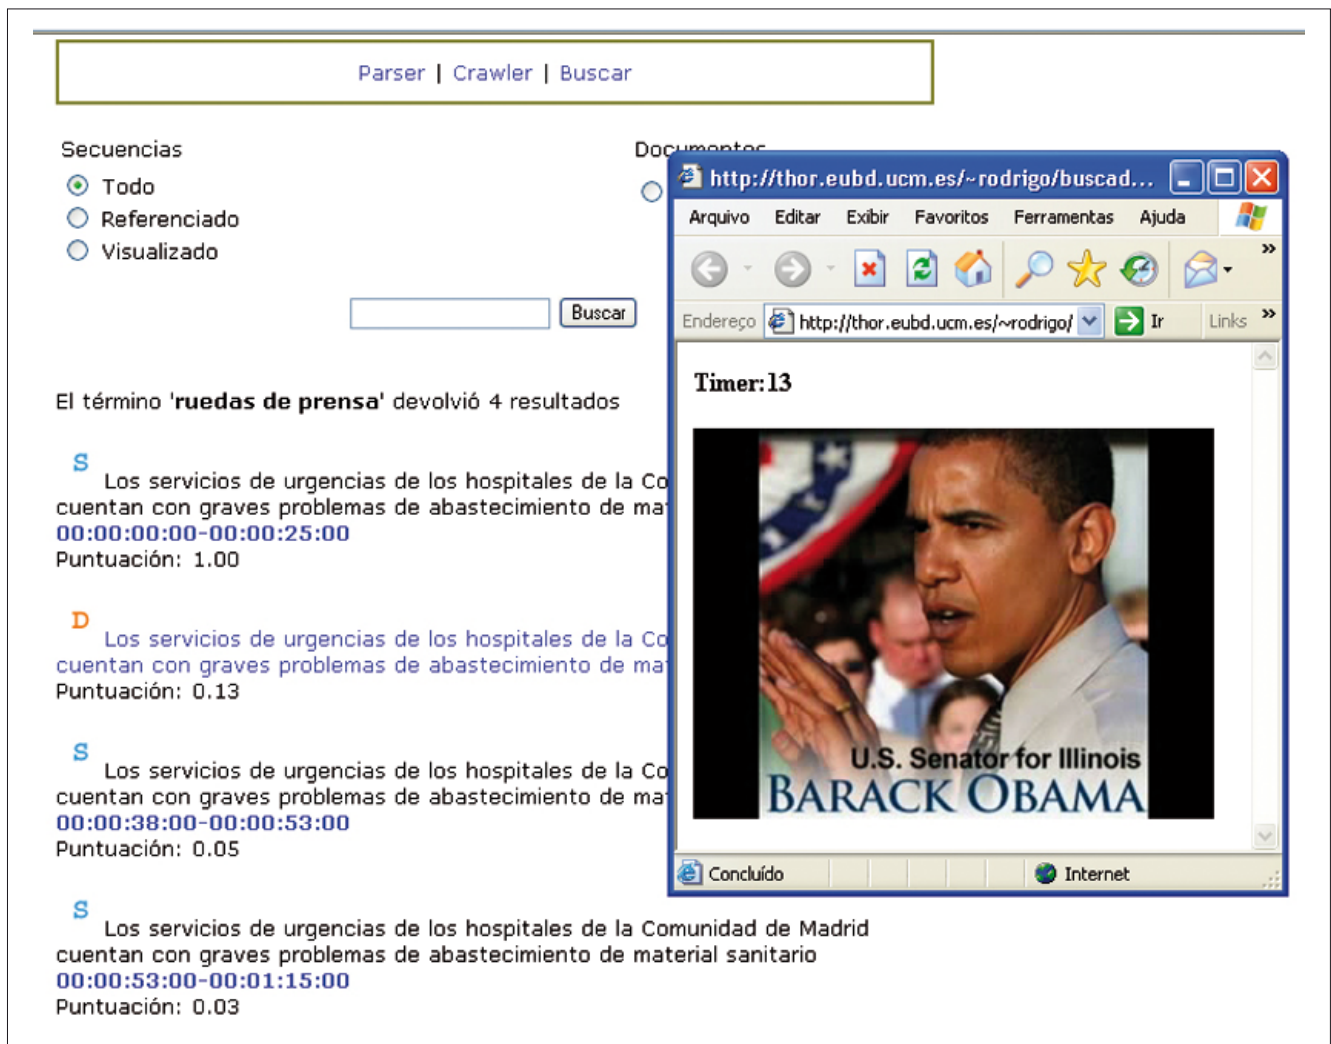 Parser | Crawler | Buscar
Secuencias
Todo
Referenciado
Visualizado
Documentos
Buscar
El término 'ruedas de prensa' devolvió 4 resultados
S
Los servicios de urgencias de los hospitales de la Co
cuentan con graves problemas de abastecimiento de ma
00:00:00:00-00:00:25:00
Puntuación: 1.00
D
Los servicios de urgencias de los hospitales de la Co
cuentan con graves problemas de abastecimiento de ma
Puntuación: 0.13
S
Los servicios de urgencias de los hospitales de la Co
cuentan con graves problemas de abastecimiento de ma
00:00:38:00-00:00:53:00
Puntuación: 0.05
S
Los servicios de urgencias de los hospitales de la Comunidad de Madrid
cuentan con graves problemas de abastecimiento de material sanitario
00:00:53:00-00:01:15:00
Puntuación: 0.03
http://thor.eubd.ucm.es/~rodrigo/buscad...
Arquivo Editar Exibir Favoritos Ferramentas Ajuda
»
Endereço http://thor.eubd.ucm.es/~rodrigo/ Ir Links »
Timer:13
U.S. Senator for Illinois
BARACK OBAMA
Concluído Internet